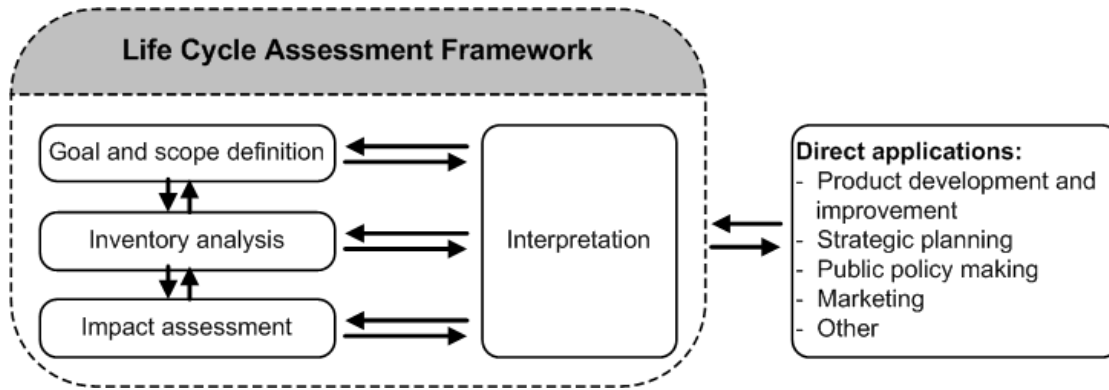 Life Cycle Assessment Framework
Goal and scope definition
Inventory analysis
Impact assessment
Interpretation
Direct applications:
- Product development and
improvement
- Strategic planning
- Public policy making
- Marketing
- Other